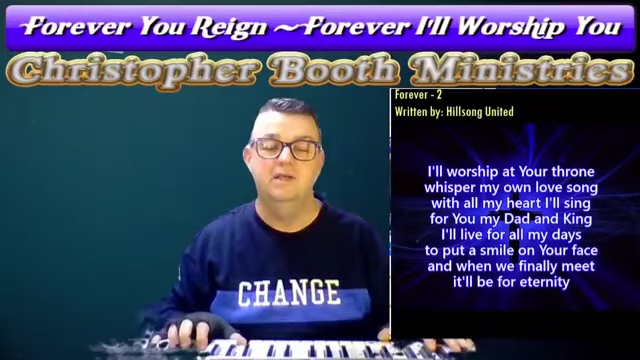 Forever You Reign ~ Forever I'll Worship You
Christopher Booth Ministries
Forever - 2
Written by: Hillsong United
I'll worship at Your throne
whisper my own love song
with all my heart I'll sing
for You my Dad and King
I'll live for all my days
to put a smile on Your face
and when we finally meet
it'll be for eternity
CHANGE